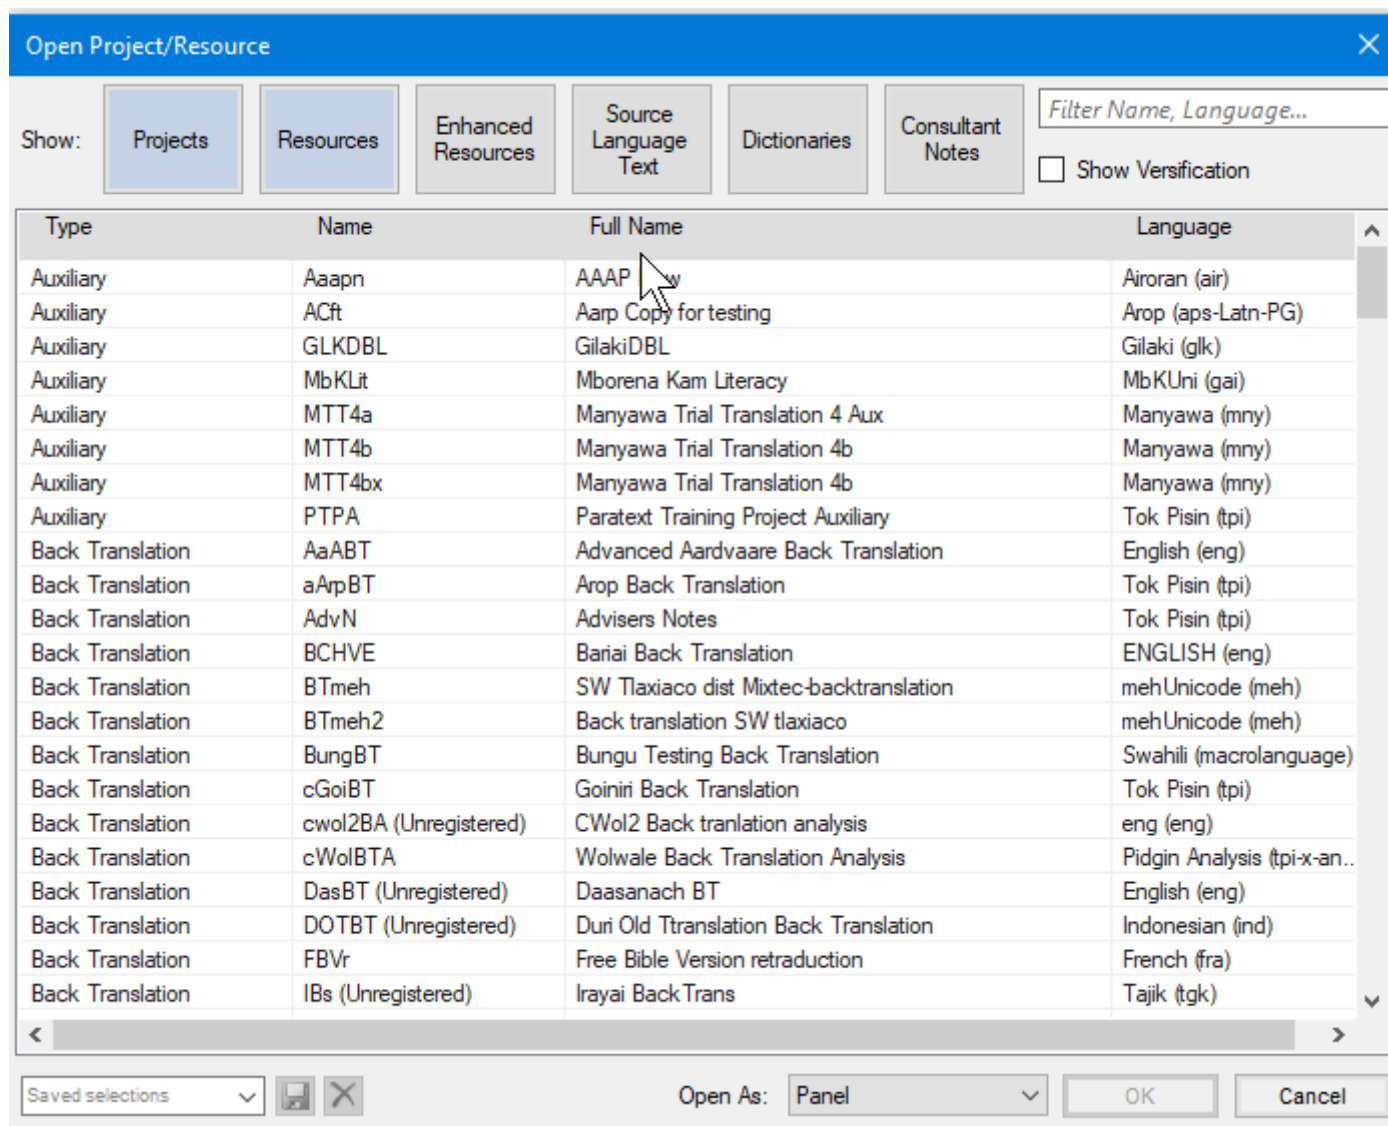 Open Project/Resource
Show:
Projects
Resources
Enhanced
Resources
Source
Language
Text
Dictionaries
Consultant
Notes
Filter Name, Language...
Show Versification
Type Name Full Name Language
Auxiliary Aaapn AAAP Airoran (air)
Auxiliary ACft Aarp Copy for testing Arop (aps-Latn-PG)
Auxiliary GLKDBL GilakiDBL Gilaki (glk)
Auxiliary MbKLit Mborena Kam Literacy MbKUni (gai)
Auxiliary MTT4a Manyawa Trial Translation 4 Aux Manyawa (mny)
Auxiliary MTT4b Manyawa Trial Translation 4b Manyawa (mny)
Auxiliary MTT4bx Manyawa Trial Translation 4b Manyawa (mny)
Auxiliary PTPA Paratext Training Project Auxiliary Tok Pisin (tpi)
Back Translation AaABT Advanced Aardvaare Back Translation English (eng)
Back Translation aArpBT Arop Back Translation Tok Pisin (tpi)
Back Translation AdvN Advisers Notes Tok Pisin (tpi)
Back Translation BCHVE Bariai Back Translation ENGLISH (eng)
Back Translation BTmeh SW Tlaxiaco dist Mixtec-backtranslation mehUnicode (meh)
Back Translation BTmeh2 Back translation SW tlaxiaco mehUnicode (meh)
Back Translation BungBT Bungu Testing Back Translation Swahili (macrolanguage)
Back Translation cGoiBT Goiniri Back Translation Tok Pisin (tpi)
Back Translation cwol2BA (Unregistered) CWol2 Back tranlation analysis eng (eng)
Back Translation cWolBTA Wolwale Back Translation Analysis Pidgin Analysis (tpi-x-an...
Back Translation DasBT (Unregistered) Daasanach BT English (eng)
Back Translation DOTBT (Unregistered) Duri Old Ttranslation Back Translation Indonesian (ind)
Back Translation FBVr Free Bible Version retraduction French (fra)
Back Translation IBs (Unregistered) Irayai BackTrans Tajik (tgk)
Saved selections
Open As: Panel
OK
Cancel